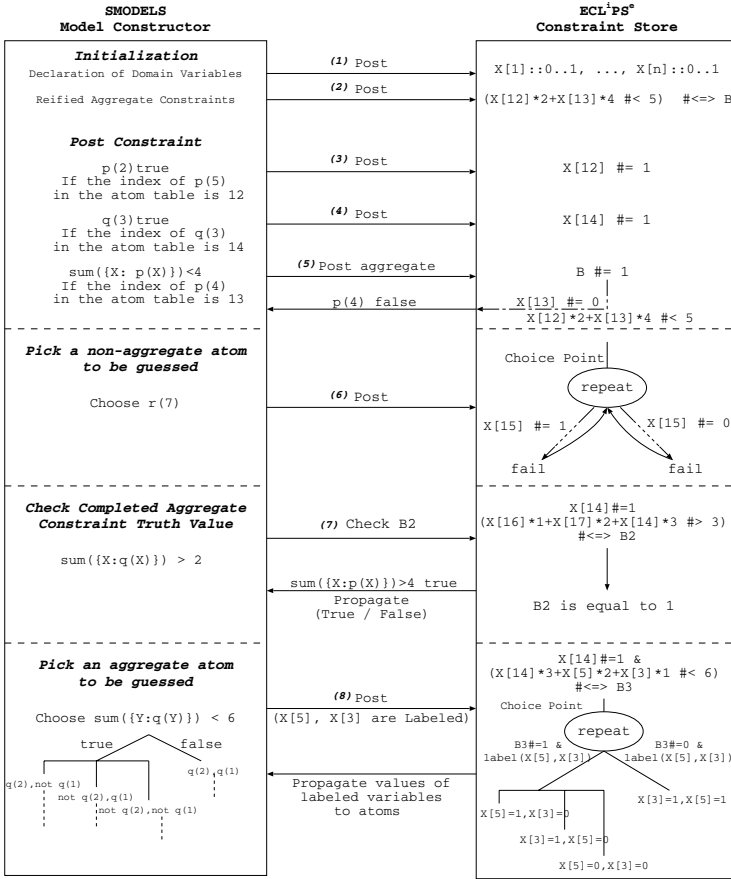 SMODELS
Model Constructor
ECLⁱPSᵉ
Constraint Store
Initialization
Declaration of Domain Variables
(1) Post
X[1]::0..1, ..., X[n]::0..1
Reified Aggregate Constraints
(2) Post
(X[12]*2+X[13]*4 #< 5) #<=> B
Post Constraint
p(2)true
If the index of p(5)
in the atom table is 12
(3) Post
X[12] #= 1
q(3)true
If the index of q(3)
in the atom table is 14
(4) Post
X[14] #= 1
sum({X: p(X)})<4
If the index of p(4)
in the atom table is 13
(5) Post aggregate
B #= 1
p(4) false
X[13] #= 0
X[12]*2+X[13]*4 #< 5
Pick a non-aggregate atom
to be guessed
Choose r(7)
(6) Post
Choice Point
repeat
X[15] #= 1
X[15] #= 0
fail
fail
Check Completed Aggregate
Constraint Truth Value
sum({X:q(X)}) > 2
(7) Check B2
X[14]#=1
(X[16]*1+X[17]*2+X[14]*3 #> 3)
#<=> B2
sum({X:p(X)})>4 true
Propagate
(True / False)
B2 is equal to 1
Pick an aggregate atom
to be guessed
Choose sum({Y:q(Y)}) < 6
(8) Post
(X[5], X[3] are Labeled)
X[14]#=1 &
(X[14]*3+X[5]*2+X[3]*1 #< 6)
#<=> B3
Choice Point
repeat
true
false
q(2),not q(1)
not q(2),q(1)
not q(2),not q(1)
q(2),q(1)
Propagate values of
labeled variables
to atoms
B3#=1 &
label(X[5],X[3])
B3#=0 &
label(X[5],X[3])
X[5]=1,X[3]=0
X[3]=1,X[5]=0
X[5]=0,X[3]=0
X[3]=1,X[5]=1